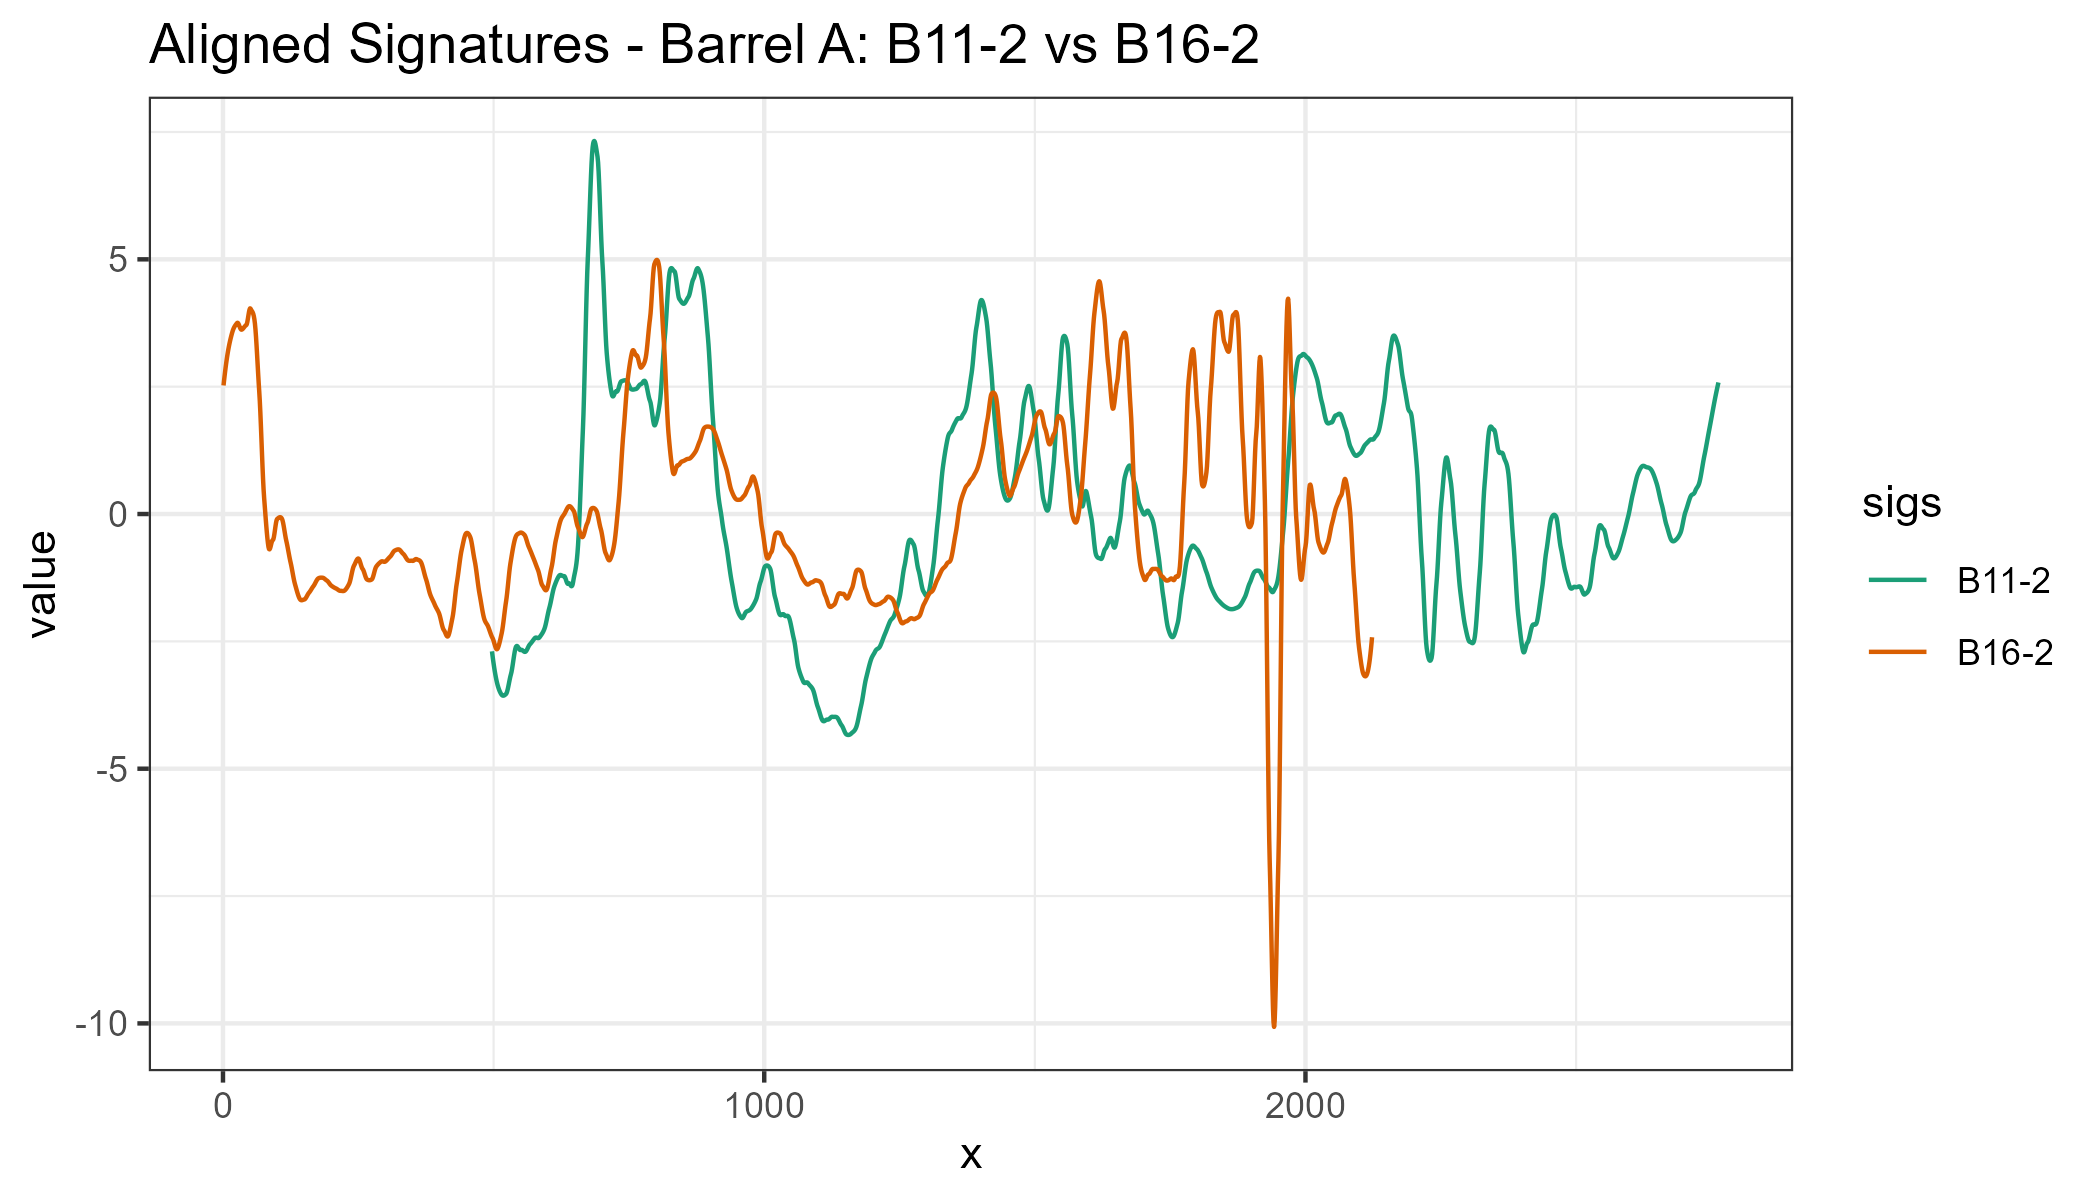 Aligned Signatures - Barrel A: B11-2 vs B16-2
value
5
0
-5
-10
0 1000 2000
x
sigs
B11-2
B16-2